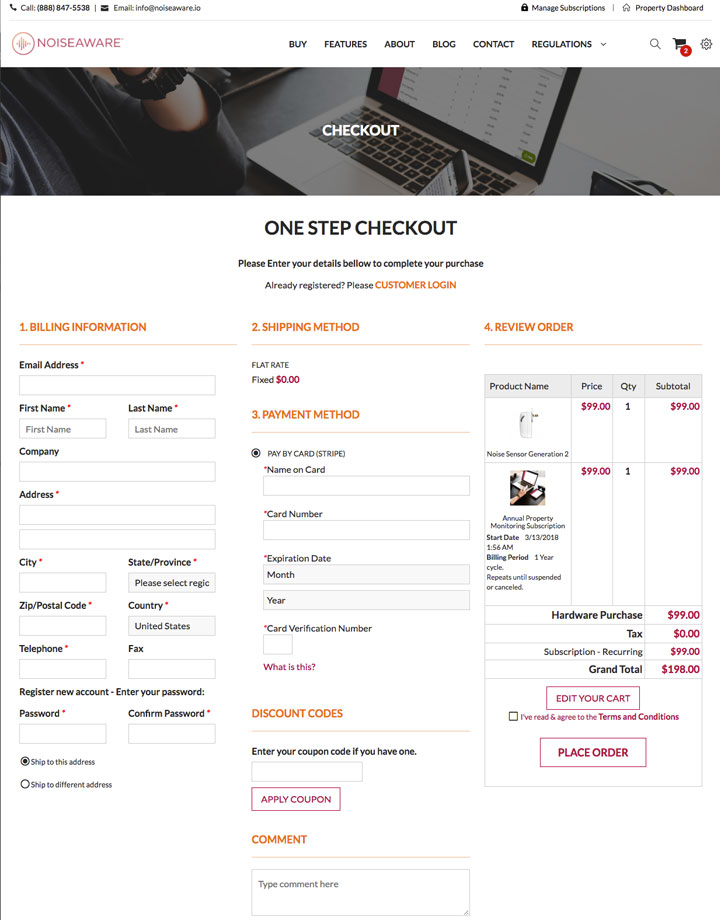 Call: (888) 847-5538 | Email: info@noiseaware.io
Manage Subscriptions | Property Dashboard
NOISEAWARE
BUY FEATURES ABOUT BLOG CONTACT REGULATIONS
2
CHECKOUT
ONE STEP CHECKOUT
Please Enter your details bellow to complete your purchase
Already registered? Please CUSTOMER LOGIN
1. BILLING INFORMATION
Email Address *
First Name * Last Name *
First Name Last Name
Company
Address *
City * State/Province *
Please select regic
Zip/Postal Code * Country *
United States
Telephone * Fax
Register new account - Enter your password:
Password * Confirm Password *
Ship to this address
Ship to different address
2. SHIPPING METHOD
FLAT RATE
Fixed $0.00
3. PAYMENT METHOD
PAY BY CARD (STRIPE)
*Name on Card
*Card Number
*Expiration Date
Month
Year
*Card Verification Number
What is this?
DISCOUNT CODES
Enter your coupon code if you have one.
APPLY COUPON
COMMENT
Type comment here
4. REVIEW ORDER
Product Name Price Qty Subtotal
$99.00 1 $99.00
Noise Sensor Generation 2
$99.00 1 $99.00
Annual Property
Monitoring Subscription
Start Date 3/13/2018
1:56 AM
Billing Period 1 Year
cycle.
Repeats until suspended
or canceled.
Hardware Purchase $99.00
Tax $0.00
Subscription - Recurring $99.00
Grand Total $198.00
EDIT YOUR CART
I've read & agree to the Terms and Conditions
PLACE ORDER